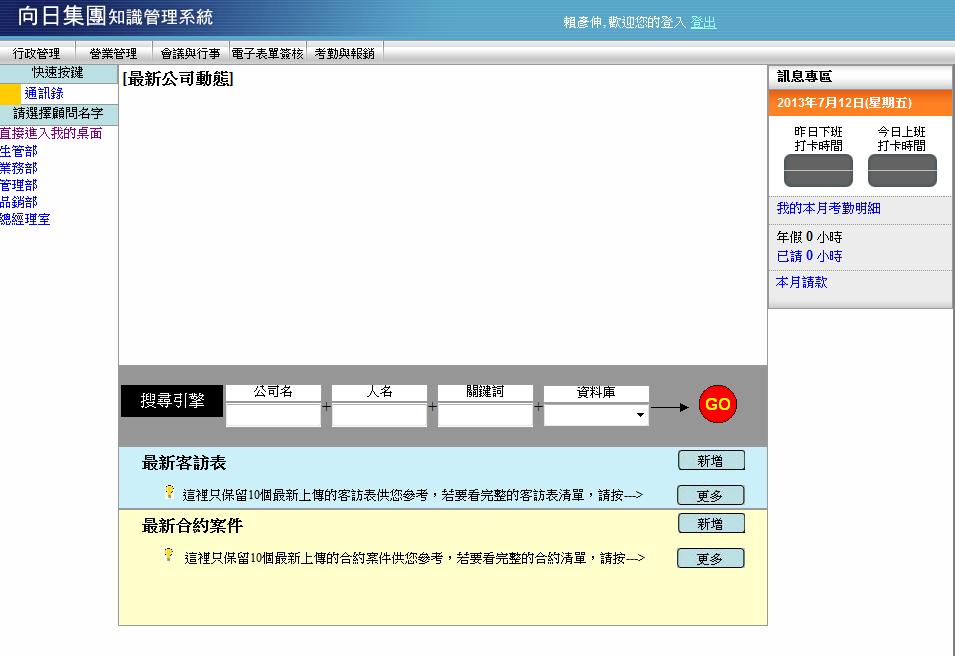 向日集團知識管理系統
賴彥伸,歡迎您的登入 登出
行政管理 營業管理 會議與行事 電子表單簽核 考勤與報銷
快速按鍵
通訊錄
請選擇顧問名字
直接進入我的桌面
生管部
業務部
管理部
品銷部
總經理室
[最新公司動態]
搜尋引擎
公司名 + 人名 + 關鍵詞 + 資料庫
GO
最新客訪表
新增
這裡只保留10個最新上傳的客訪表供您參考，若要看完整的客訪表清單，請按--->
更多
最新合約案件
新增
這裡只保留10個最新上傳的合約案件供您參考，若要看完整的合約清單，請按--->
更多
訊息專區
2013年7月12日(星期五)
昨日下班 今日上班
打卡時間 打卡時間
我的本月考勤明細
年假 0 小時
已請 0 小時
本月請款